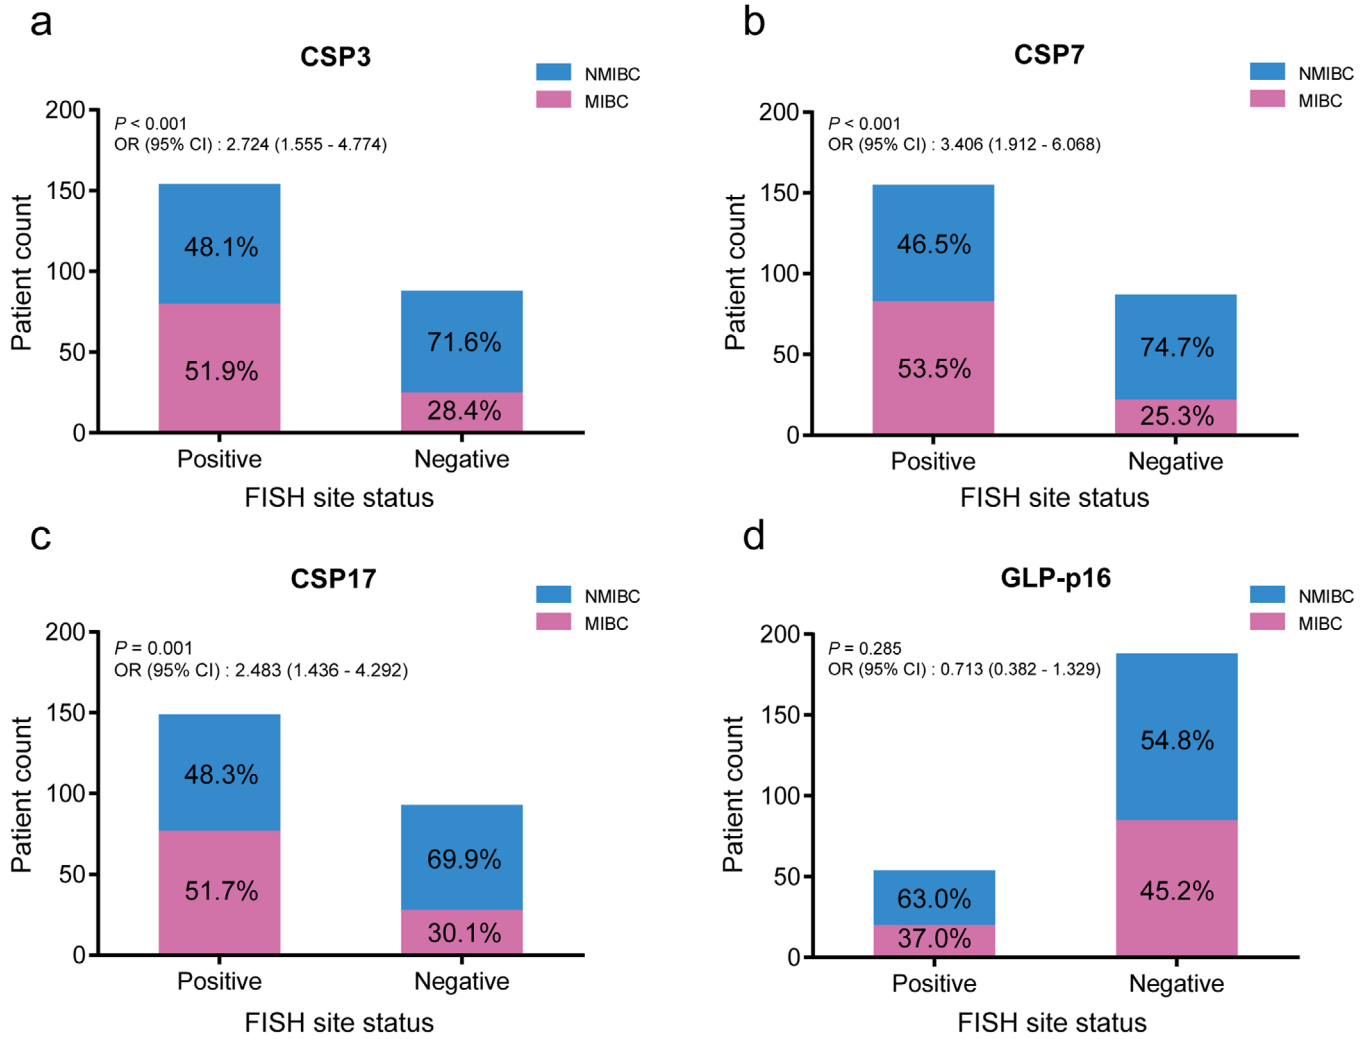 a
CSP3
NMIBC
MIBC
P < 0.001
OR (95% CI) : 2.724 (1.555 - 4.774)
Patient count
200
150
100
50
0
48.1%
51.9%
71.6%
28.4%
Positive
Negative
FISH site status
b
CSP7
NMIBC
MIBC
P < 0.001
OR (95% CI) : 3.406 (1.912 - 6.068)
Patient count
200
150
100
50
0
46.5%
53.5%
74.7%
25.3%
Positive
Negative
FISH site status
c
CSP17
NMIBC
MIBC
P = 0.001
OR (95% CI) : 2.483 (1.436 - 4.292)
Patient count
200
150
100
50
0
48.3%
51.7%
69.9%
30.1%
Positive
Negative
FISH site status
d
GLP-p16
NMIBC
MIBC
P = 0.285
OR (95% CI) : 0.713 (0.382 - 1.329)
Patient count
200
150
100
50
0
63.0%
37.0%
54.8%
45.2%
Positive
Negative
FISH site status